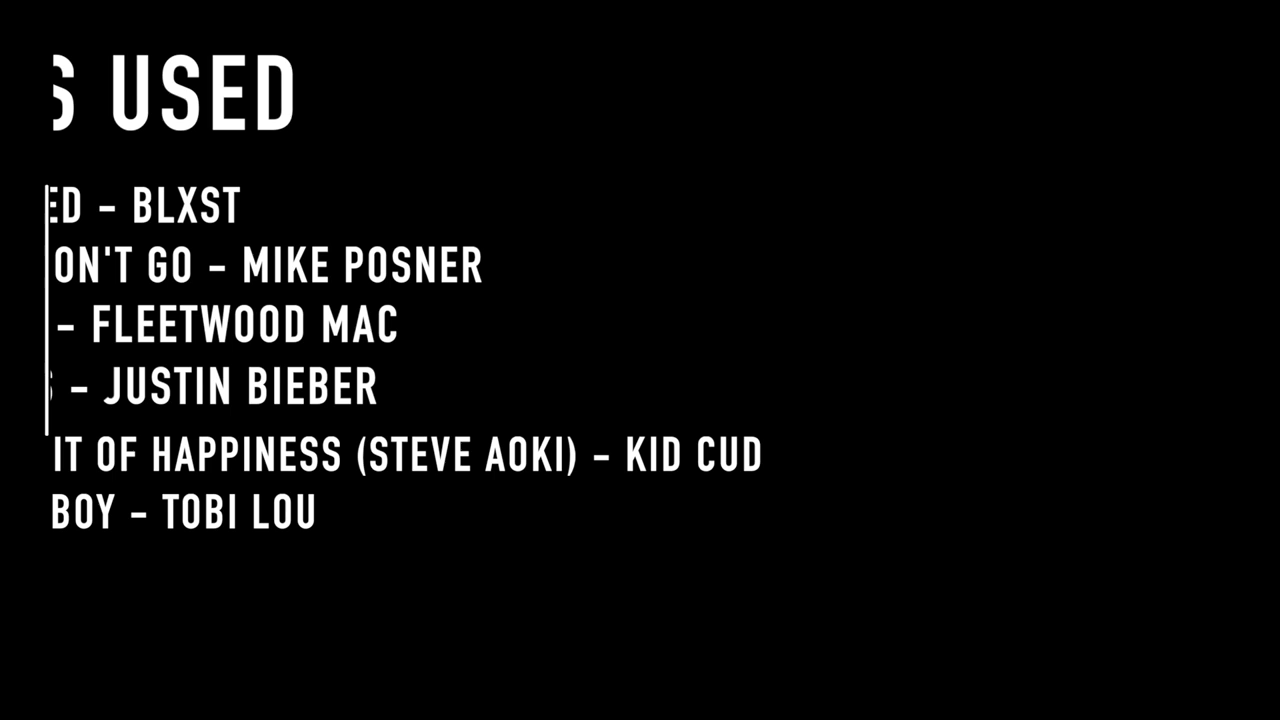 S USED
ED - BLXST
ON'T GO - MIKE POSNER
- FLEETWOOD MAC
- JUSTIN BIEBER
IT OF HAPPINESS (STEVE AOKI) - KID CUD
BOY - TOBI LOU